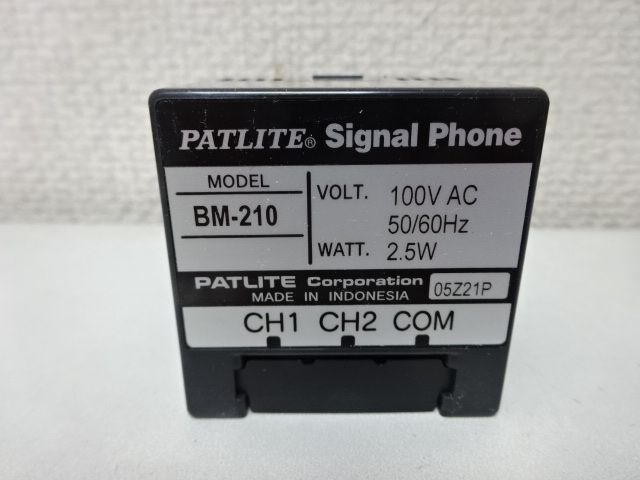 PATLITE® Signal Phone
MODEL
BM-210
VOLT. 100V AC
50/60Hz
WATT. 2.5W
PATLITE Corporation
MADE IN INDONESIA
05Z21P
CH1 CH2 COM